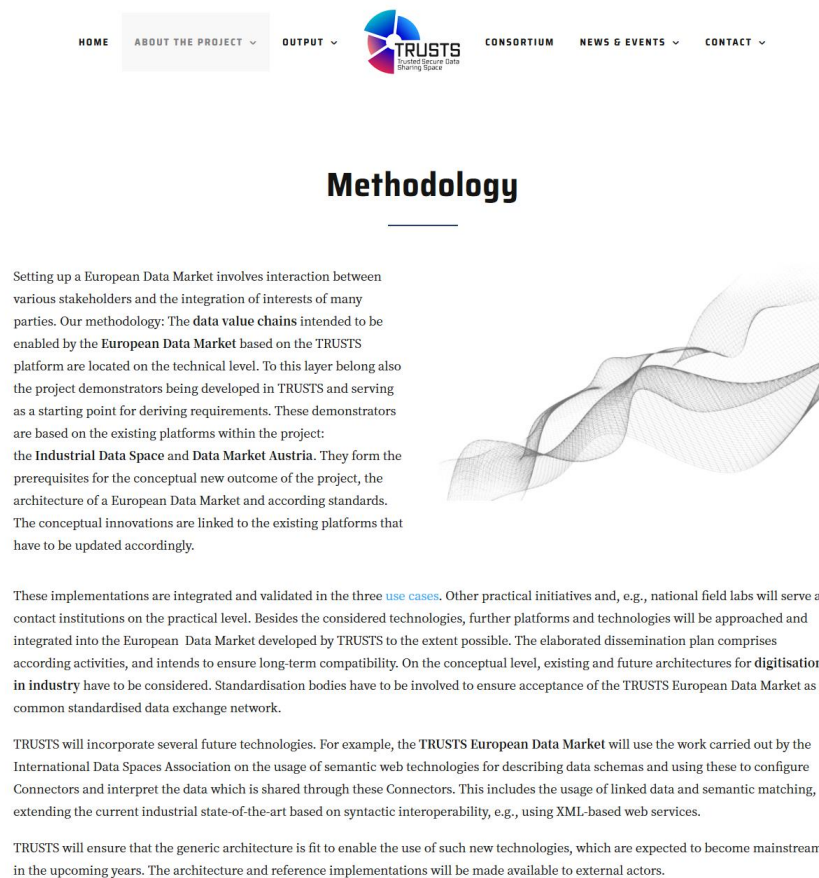 HOME
ABOUT THE PROJECT
OUTPUT
TRUSTS
Trusted Secure Data
Sharing Space
CONSORTIUM
NEWS & EVENTS
CONTACT
Methodology
Setting up a European Data Market involves interaction between
various stakeholders and the integration of interests of many
parties. Our methodology: The data value chains intended to be
enabled by the European Data Market based on the TRUSTS
platform are located on the technical level. To this layer belong also
the project demonstrators being developed in TRUSTS and serving
as a starting point for deriving requirements. These demonstrators
are based on the existing platforms within the project:
the Industrial Data Space and Data Market Austria. They form the
prerequisites for the conceptual new outcome of the project, the
architecture of a European Data Market and according standards.
The conceptual innovations are linked to the existing platforms that
have to be updated accordingly.
These implementations are integrated and validated in the three use cases. Other practical initiatives and, e.g., national field labs will serve a
contact institutions on the practical level. Besides the considered technologies, further platforms and technologies will be approached and
integrated into the European Data Market developed by TRUSTS to the extent possible. The elaborated dissemination plan comprises
according activities, and intends to ensure long-term compatibility. On the conceptual level, existing and future architectures for digitisation
in industry have to be considered. Standardisation bodies have to be involved to ensure acceptance of the TRUSTS European Data Market as
common standardised data exchange network.
TRUSTS will incorporate several future technologies. For example, the TRUSTS European Data Market will use the work carried out by the
International Data Spaces Association on the usage of semantic web technologies for describing data schemas and using these to configure
Connectors and interpret the data which is shared through these Connectors. This includes the usage of linked data and semantic matching,
extending the current industrial state-of-the-art based on syntactic interoperability, e.g., using XML-based web services.
TRUSTS will ensure that the generic architecture is fit to enable the use of such new technologies, which are expected to become mainstream
in the upcoming years. The architecture and reference implementations will be made available to external actors.